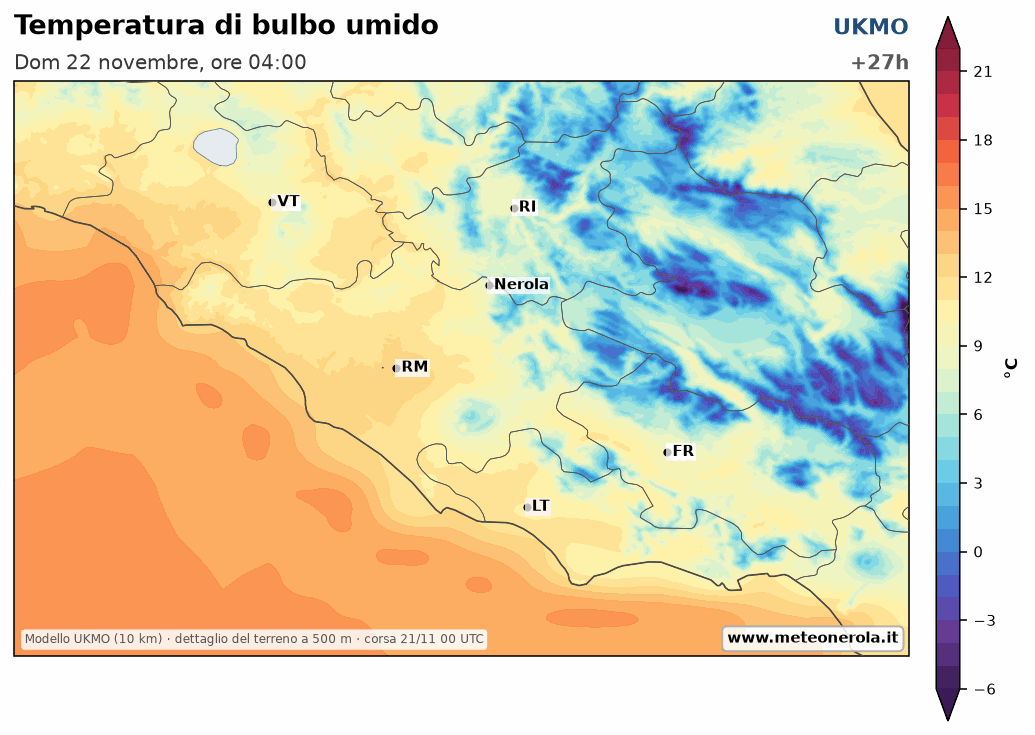 Temperatura di bulbo umido
UKMO
Dom 22 novembre, ore 04:00
+27h
VT
RI
Nerola
RM
FR
LT
Modello UKMO (10 km) · dettaglio del terreno a 500 m · corsa 21/11 00 UTC
www.meteonerola.it
21
18
15
12
9
6
3
0
−3
−6
°C